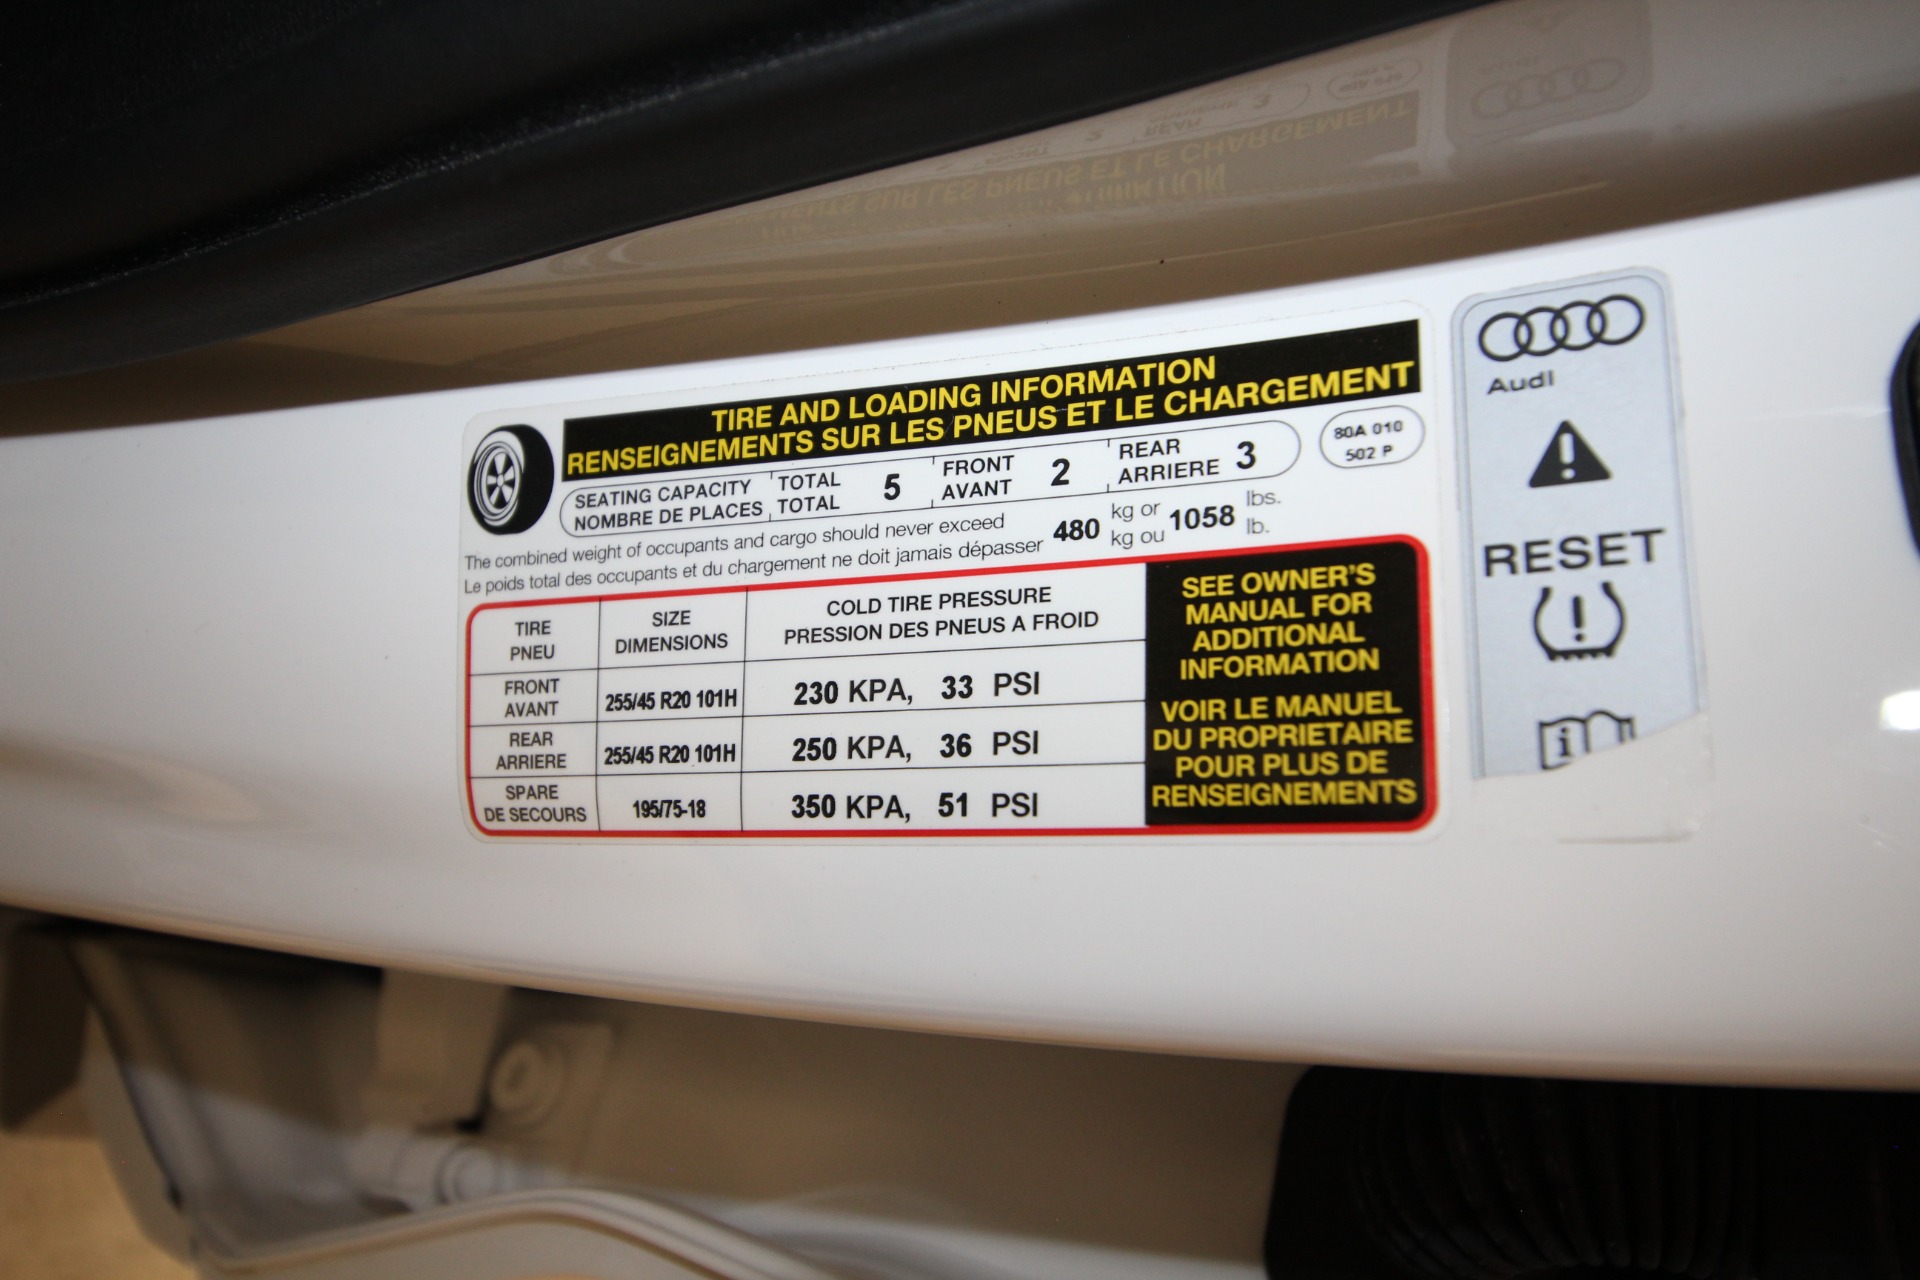 TIRE AND LOADING INFORMATION
RENSEIGNEMENTS SUR LES PNEUS ET LE CHARGEMENT
SEATING CAPACITY TOTAL 5 FRONT 2 REAR 3
NOMBRE DE PLACES TOTAL AVANT ARRIERE
80A 010
502 P
The combined weight of occupants and cargo should never exceed 480 kg or 1058 lbs.
Le poids total des occupants et du chargement ne doit jamais dépasser kg ou lb.
TIRE SIZE COLD TIRE PRESSURE
PNEU DIMENSIONS PRESSION DES PNEUS A FROID
FRONT
AVANT
255/45 R20 101H 230 KPA, 33 PSI
REAR
ARRIERE
255/45 R20 101H 250 KPA, 36 PSI
SPARE
DE SECOURS
195/75-18 350 KPA, 51 PSI
SEE OWNER'S
MANUAL FOR
ADDITIONAL
INFORMATION
VOIR LE MANUEL
DU PROPRIETAIRE
POUR PLUS DE
RENSEIGNEMENTS
Audi
RESET